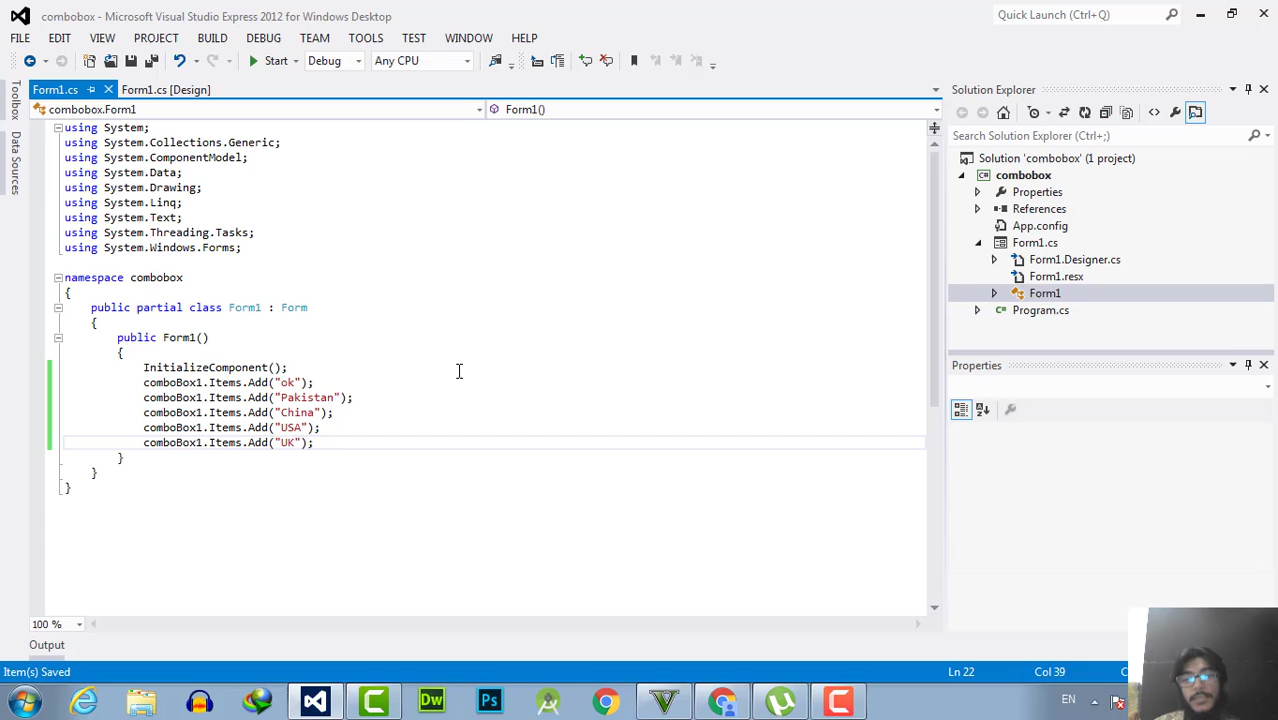 combobox - Microsoft Visual Studio Express 2012 for Windows Desktop
Quick Launch (Ctrl+Q)
FILE EDIT VIEW PROJECT BUILD DEBUG TEAM TOOLS TEST WINDOW HELP
Start Debug Any CPU
Toolbox
Data Sources
Form1.cs Form1.cs [Design]
combobox.Form1 Form1()
using System;
using System.Collections.Generic;
using System.ComponentModel;
using System.Data;
using System.Drawing;
using System.Linq;
using System.Text;
using System.Threading.Tasks;
using System.Windows.Forms;
namespace combobox
{
public partial class Form1 : Form
{
public Form1()
{
InitializeComponent();
comboBox1.Items.Add("ok");
comboBox1.Items.Add("Pakistan");
comboBox1.Items.Add("China");
comboBox1.Items.Add("USA");
comboBox1.Items.Add("UK");
}
}
}
100 %
Output
Solution Explorer
Search Solution Explorer (Ctrl+;)
Solution 'combobox' (1 project)
combobox
Properties
References
App.config
Form1.cs
Form1.Designer.cs
Form1.resx
Form1
Program.cs
Properties
Item(s) Saved Ln 22 Col 39
Dw Ps EN